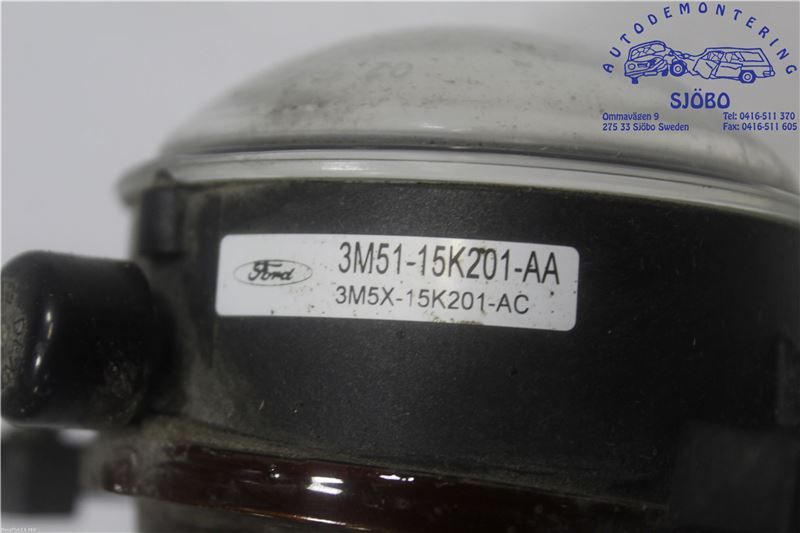 AUTODEMONTERING
SJÖBO
Ommavägen 9
275 33 Sjöbo Sweden
Tel: 0416-511 370
Fax: 0416-511 605
Ford
3M51-15K201-AA
3M5X-15K201-AC